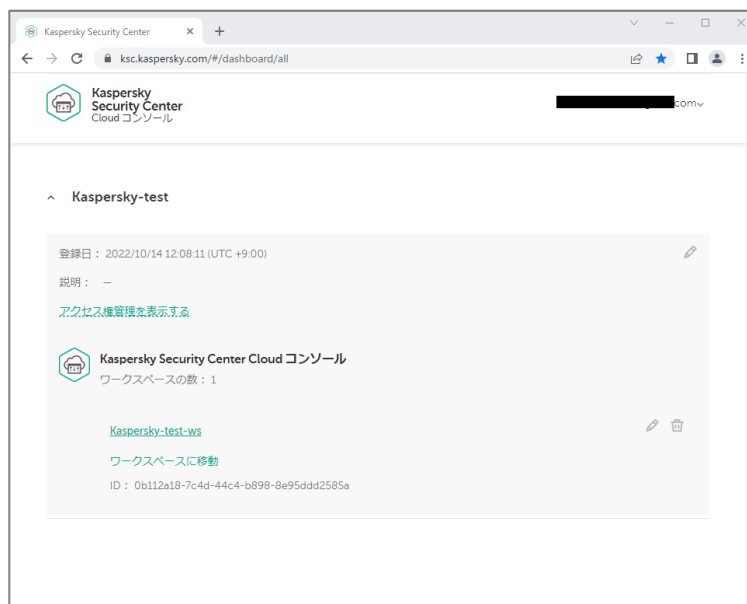 Kaspersky Security Center
ksc.kaspersky.com/#/dashboard/all
Kaspersky
Security Center
Cloud コンソール
com
Kaspersky-test
登録日： 2022/10/14 12:08:11 (UTC +9:00)
説明： —
アクセス権管理を表示する
Kaspersky Security Center Cloud コンソール
ワークスペースの数： 1
Kaspersky-test-ws
ワークスペースに移動
ID： 0b112a18-7c4d-44c4-b898-8e95ddd2585a